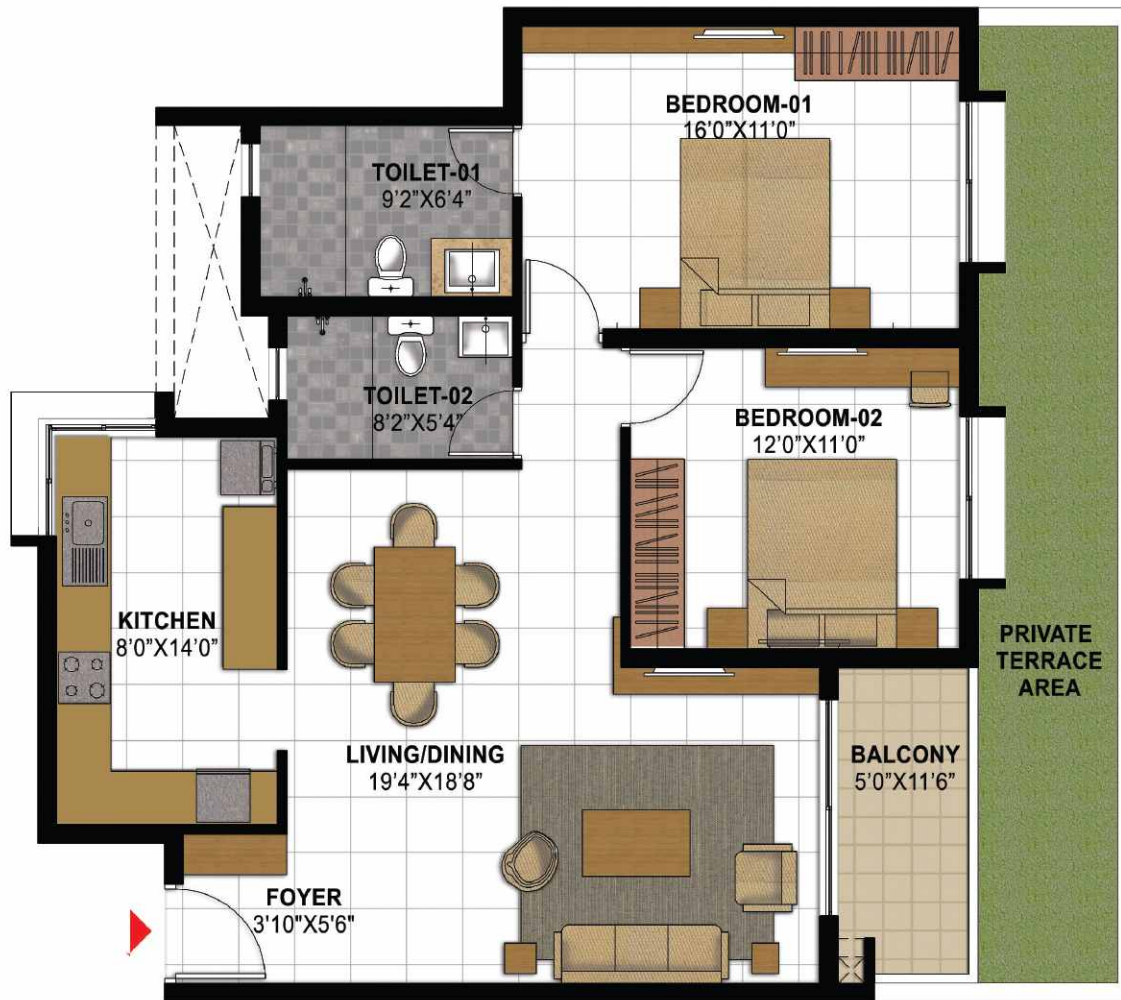 BEDROOM-01
16'0"X11'0"
TOILET-01
9'2"X6'4"
TOILET-02
8'2"X5'4"
BEDROOM-02
12'0"X11'0"
KITCHEN
8'0"X14'0"
PRIVATE
TERRACE
AREA
LIVING/DINING
19'4"X18'8"
BALCONY
5'0"X11'6"
FOYER
3'10"X5'6"